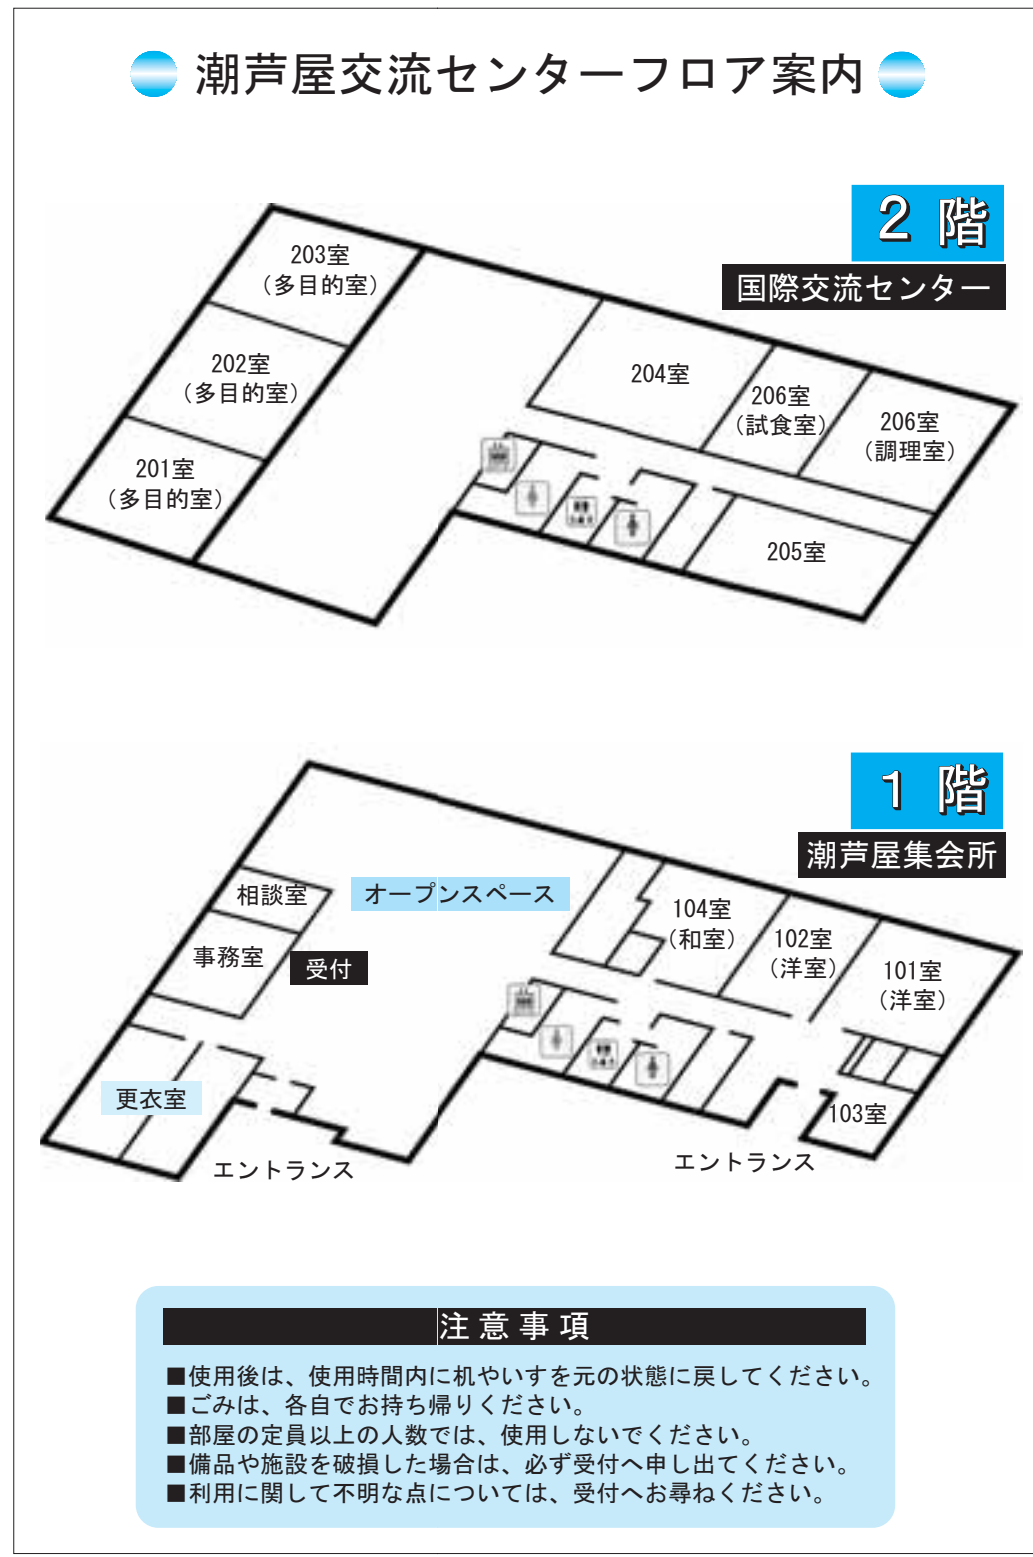 潮芦屋交流センターフロア案内
2 階
国際交流センター
203室
(多目的室)
202室
(多目的室)
201室
(多目的室)
204室
206室
(試食室)
206室
(調理室)
205室
1 階
潮芦屋集会所
相談室
オープンスペース
事務室
受付
104室
(和室)
102室
(洋室)
101室
(洋室)
更衣室
103室
エントランス
エントランス
注意事項
■使用後は、使用時間内に机やいすを元の状態に戻してください。
■ごみは、各自でお持ち帰りください。
■部屋の定員以上の人数では、使用しないでください。
■備品や施設を破損した場合は、必ず受付へ申し出てください。
■利用に関して不明な点については、受付へお尋ねください。